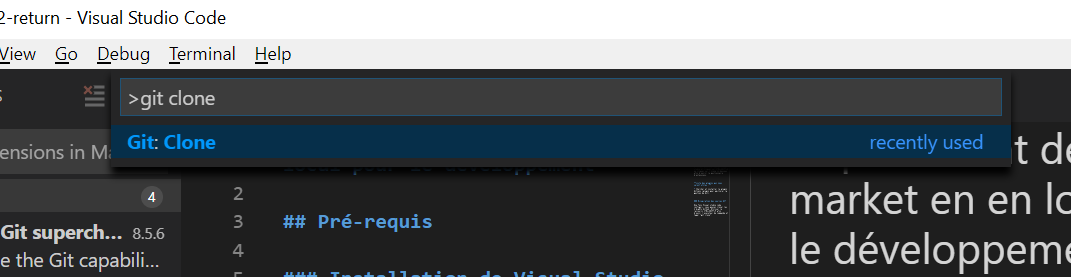 2-return - Visual Studio Code
View Go Debug Terminal Help
>git clone
Git: Clone recently used
ensions in
4
2
3 ## Pré-requis
Git superch... 8.5.6
4
e the Git capabili...
5 ### Installation de Visual Studio
market en en lo
le développeme